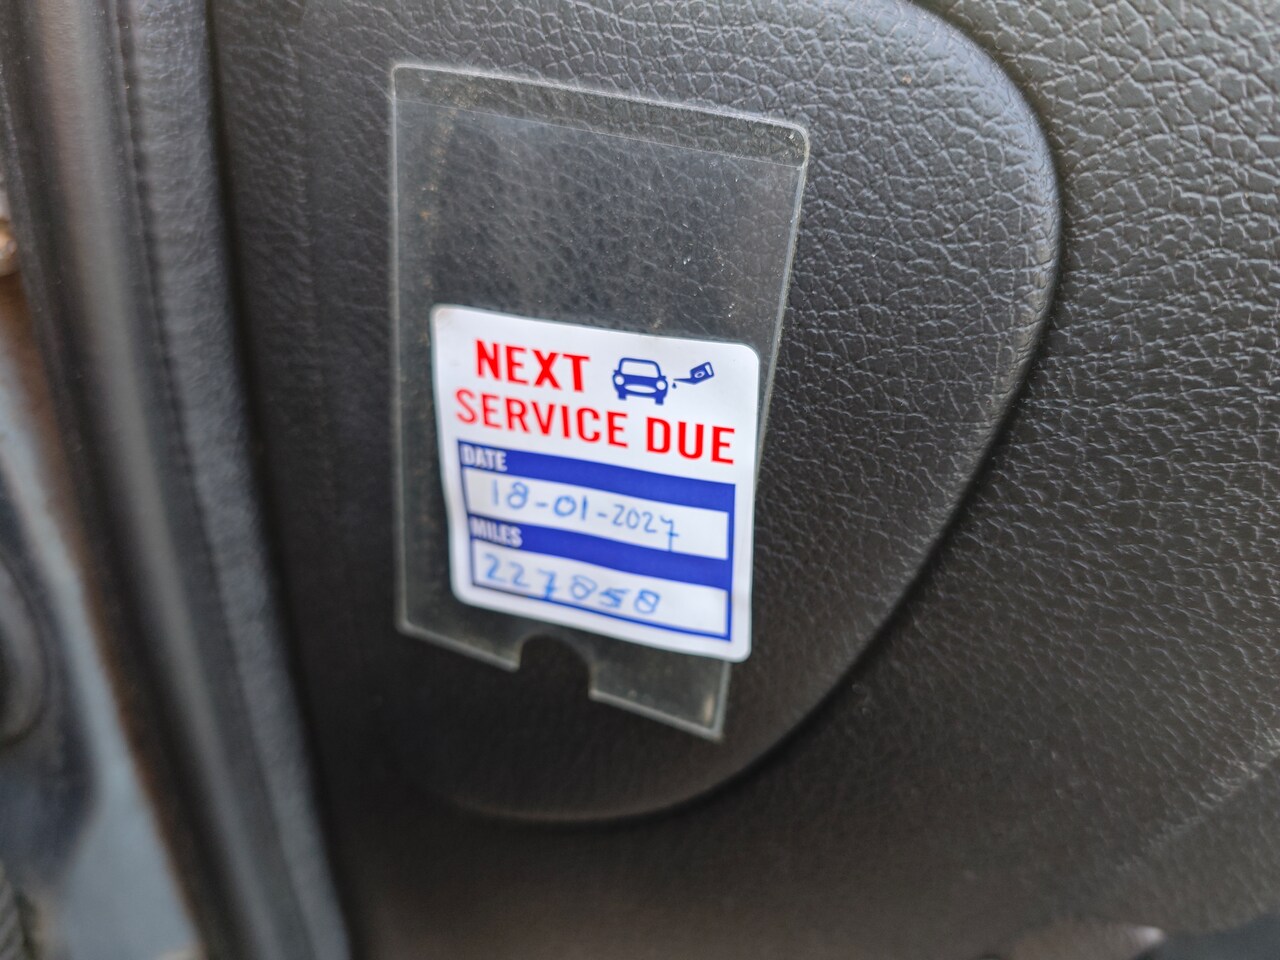 NEXT
SERVICE DUE
DATE
18-01-2027
MILES
227858